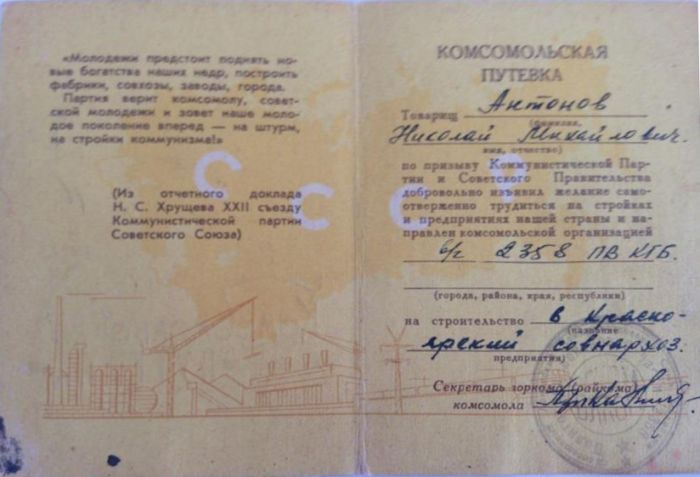 «Молодежи предстоит поднять но-
вые богатства наших недр, построить
фабрики, совхозы, заводы, города.
Партия верит комсомолу, совет-
ской молодежи и зовет наше моло-
дое поколение вперед — на штурм,
на стройки коммунизма!»
(Из отчетного доклада
Н. С. Хрущева XXII съезду
Коммунистической партии
Советского Союза)
С С С
КОМСОМОЛЬСКАЯ
ПУТЕВКА
Товарищ Антонов
(фамилия,
Николай Михайлович.
имя, отчество)
по призыву Коммунистической Пар-
тии и Советского Правительства
добровольно изъявил желание само-
отверженно трудиться на стройках
и предприятиях нашей страны и на-
правлен комсомольской организацией
в/ч 2358 ПВ КГБ.
(города, района, края, республики)
на строительство в Красно-
(название
ярский совнархоз.
предприятия)
Секретарь горкома (райкома)
комсомола